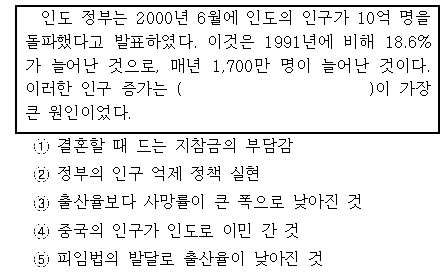 인도 정부는 2000년 6월에 인도의 인구가 10억 명을
돌파했다고 발표하였다. 이것은 1991년에 비해 18.6%
가 늘어난 것으로, 매년 1,700만 명이 늘어난 것이다.
이러한 인구 증가는 ( )이 가장
큰 원인이었다.
① 결혼할 때 드는 지참금의 부담감
② 정부의 인구 억제 정책 실현
③ 출산율보다 사망률이 큰 폭으로 낮아진 것
④ 중국의 인구가 인도로 이민 간 것
⑤ 피임법의 발달로 출산율이 낮아진 것